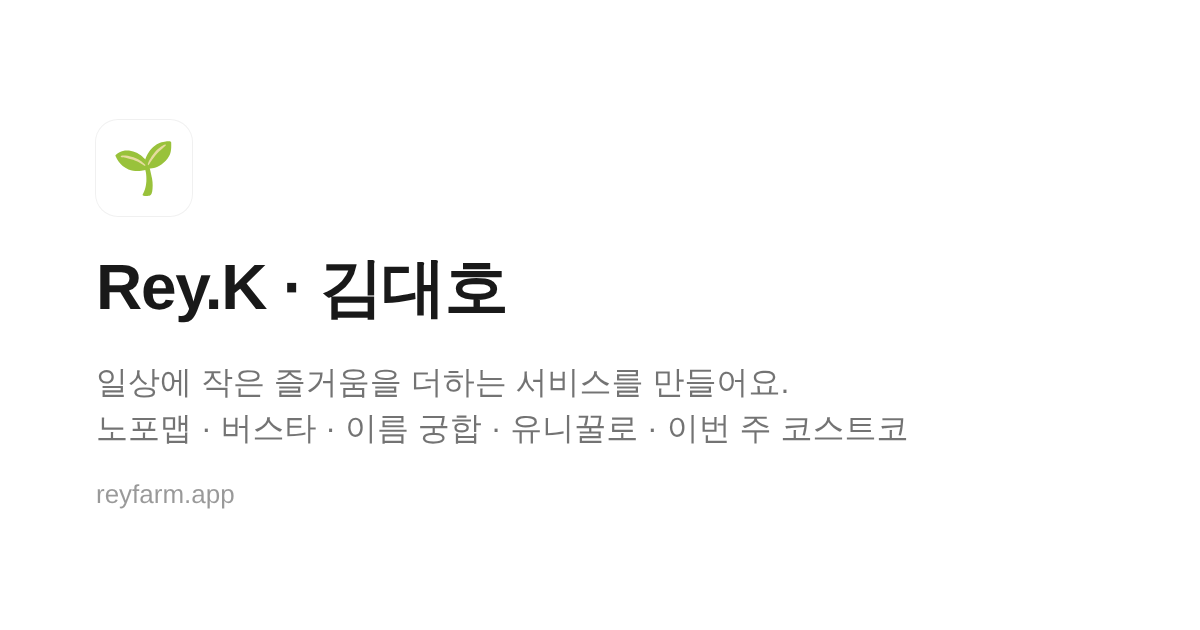 Rey.K · 김대호
일상에 작은 즐거움을 더하는 서비스를 만들어요.
노포맵 · 버스타 · 이름 궁합 · 유니꿀로 · 이번 주 코스트코
reyfarm.app